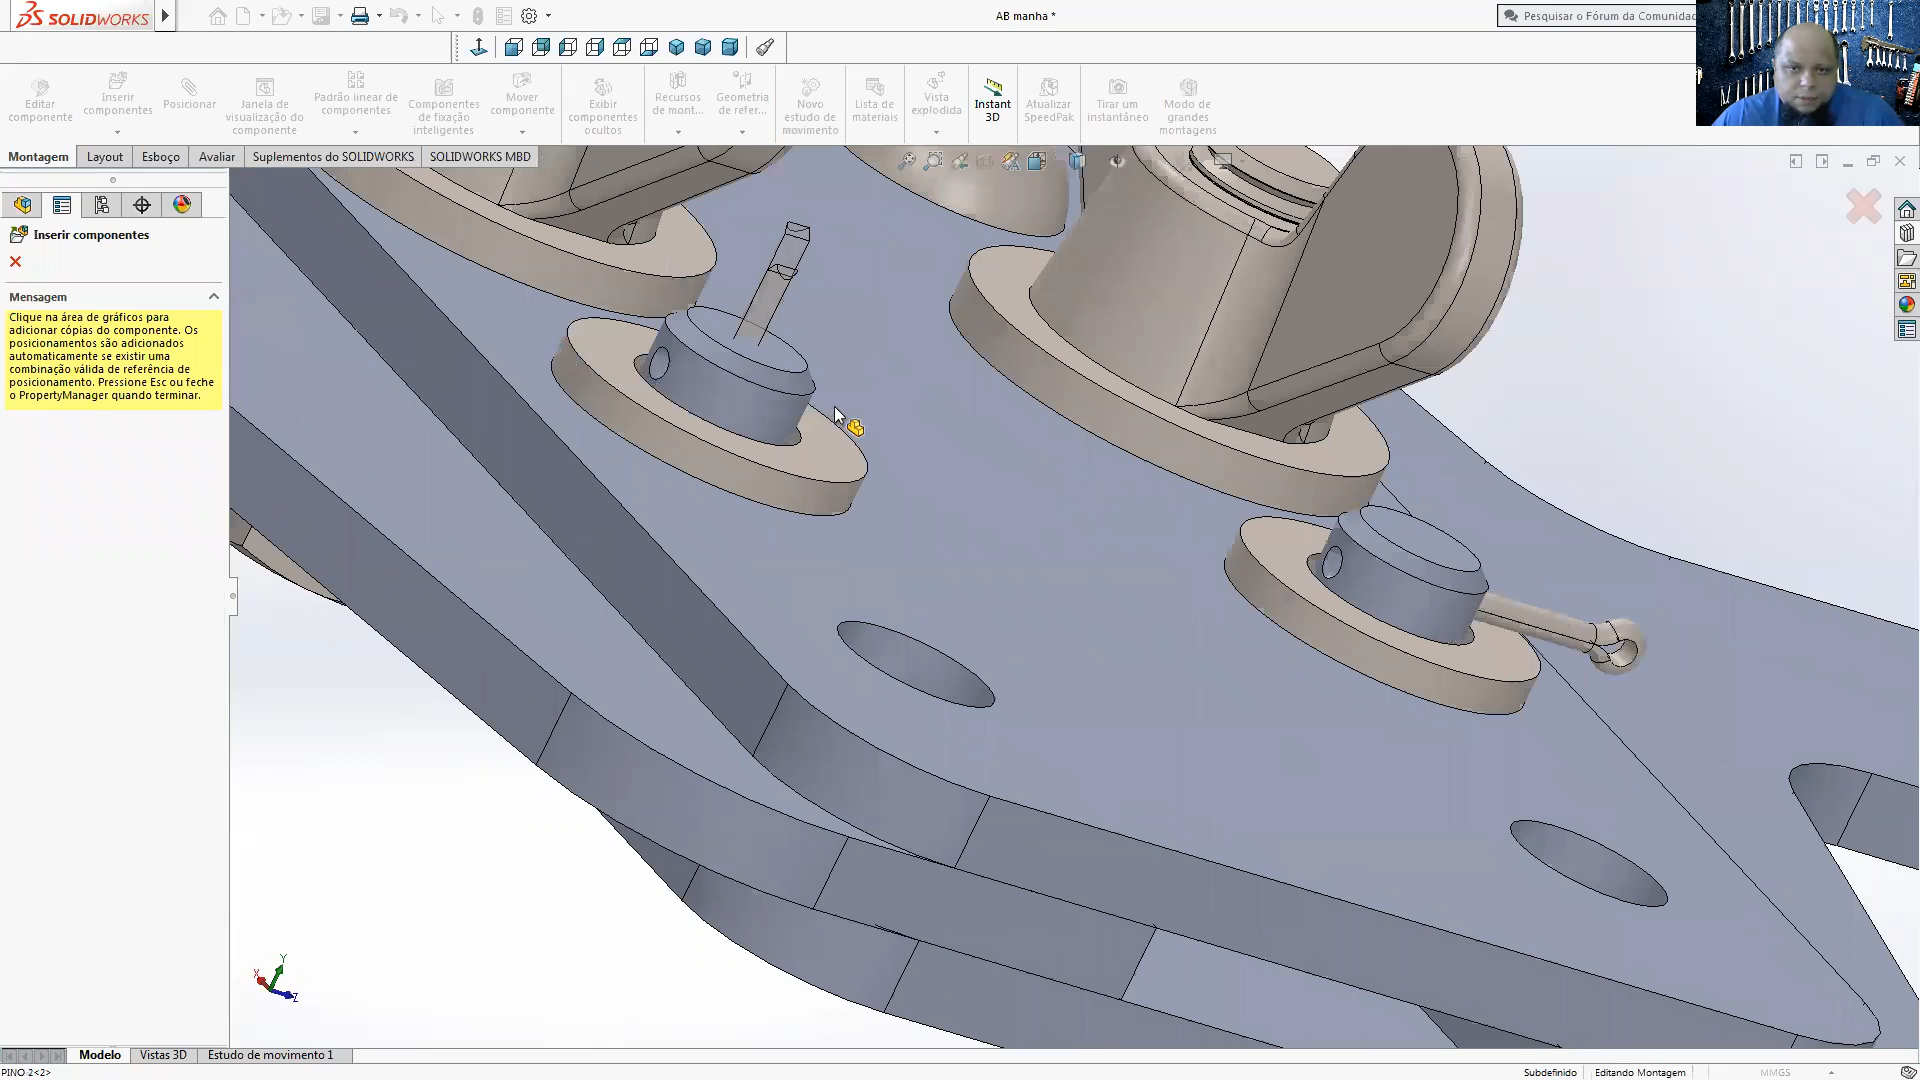 SOLIDWORKS
AB manha *
Pesquisar o Fórum da Comunidad
Editar componente
Inserir componentes
Posicionar
Janela de visualização do componente
Padrão linear de componentes
Componentes de fixação inteligentes
Mover componente
Exibir componentes ocultos
Recursos de mont...
Geometria de refer...
Novo estudo de movimento
Lista de materiais
Vista explodida
Instant 3D
Atualizar SpeedPak
Tirar um instantâneo
Modo de grandes montagens
Montagem
Layout
Esboço
Avaliar
Suplementos do SOLIDWORKS
SOLIDWORKS MBD
Inserir componentes
Mensagem
Clique na área de gráficos para
adicionar cópias do componente. Os
posicionamentos são adicionados
automaticamente se existir uma
combinação válida de referência de
posicionamento. Pressione Esc ou feche
o PropertyManager quando terminar.
Y
X
Z
Modelo
Vistas 3D
Estudo de movimento 1
PINO 2<2>
Subdefinido
Editando Montagem
MMGS